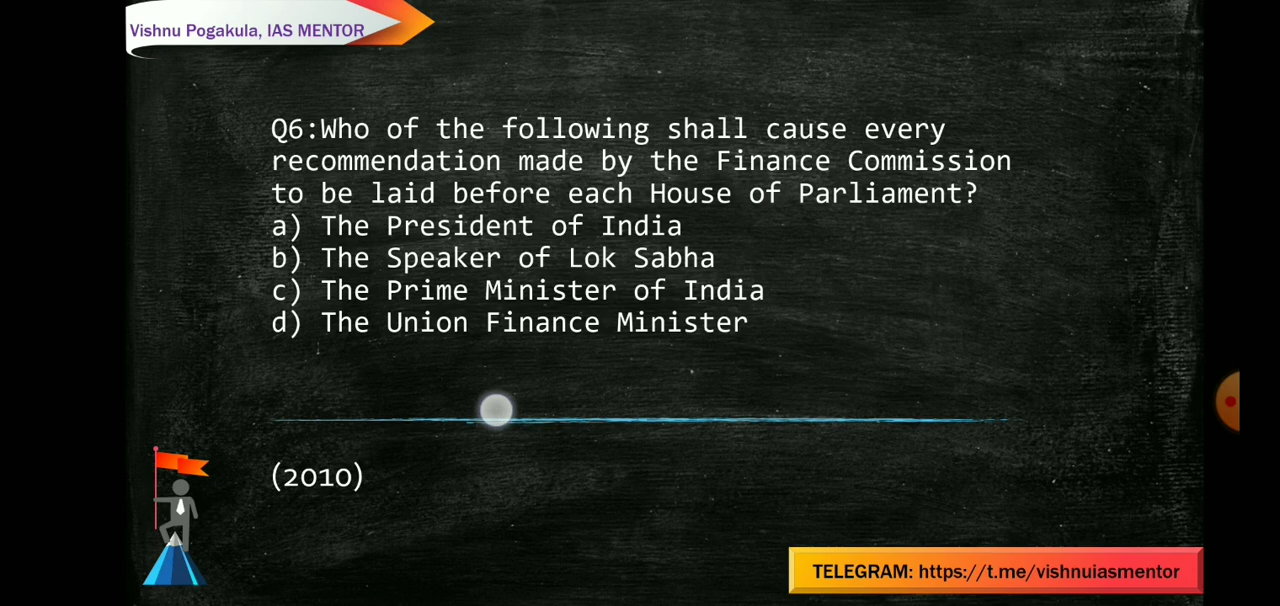 Vishnu Pogakula, IAS MENTOR
Q6:Who of the following shall cause every
recommendation made by the Finance Commission
to be laid before each House of Parliament?
a) The President of India
b) The Speaker of Lok Sabha
c) The Prime Minister of India
d) The Union Finance Minister
(2010)
TELEGRAM: https://t.me/vishnuiasmentor